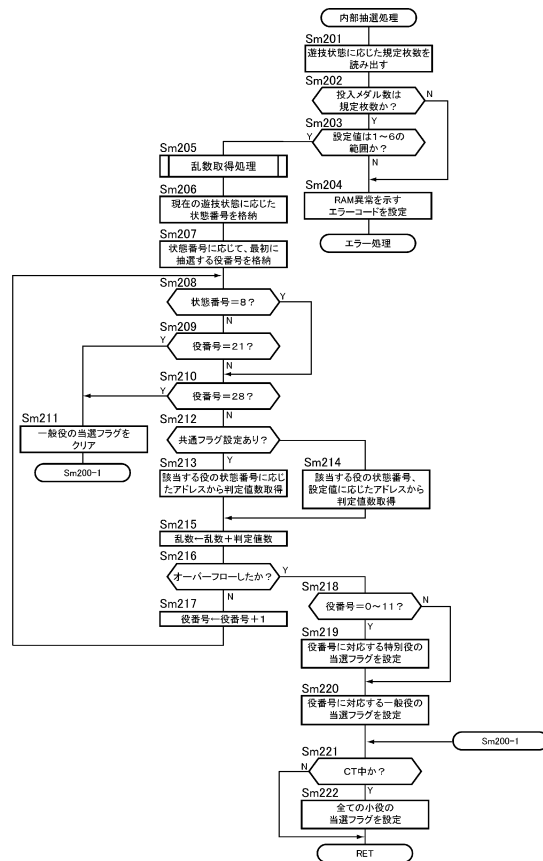 内部抽選処理
Sm201
遊技状態に応じた規定枚数を
読み出す
Sm202
投入メダル数は
規定枚数か？
N
Sm203
設定値は1～6の
範囲か？
Y
N
Sm204
RAM異常を示す
エラーコードを設定
エラー処理
Sm205
乱数取得処理
Sm206
現在の遊技状態に応じた
状態番号を格納
Sm207
状態番号に応じて、最初に
抽選する役番号を格納
Sm208
状態番号＝8？
Y
N
Sm209
Y
役番号＝21？
N
Sm210
Y
役番号＝28？
N
Sm211
一般役の当選フラグを
クリア
Sm200-1
Sm212
共通フラグ設定あり？
Y
Sm213
該当する役の状態番号に応じ
たアドレスから判定値数取得
Sm214
該当する役の状態番号、
設定値に応じたアドレスから
判定値数取得
Sm215
乱数←乱数＋判定値数
Sm216
オーバーフローしたか？
Y
N
Sm217
役番号←役番号＋1
Sm218
役番号＝0～11？
N
Y
Sm219
役番号に対応する特別役の
当選フラグを設定
Sm220
役番号に対応する一般役の
当選フラグを設定
Sm200-1
Sm221
N
CT中か？
Y
Sm222
全ての小役の
当選フラグを設定
RET